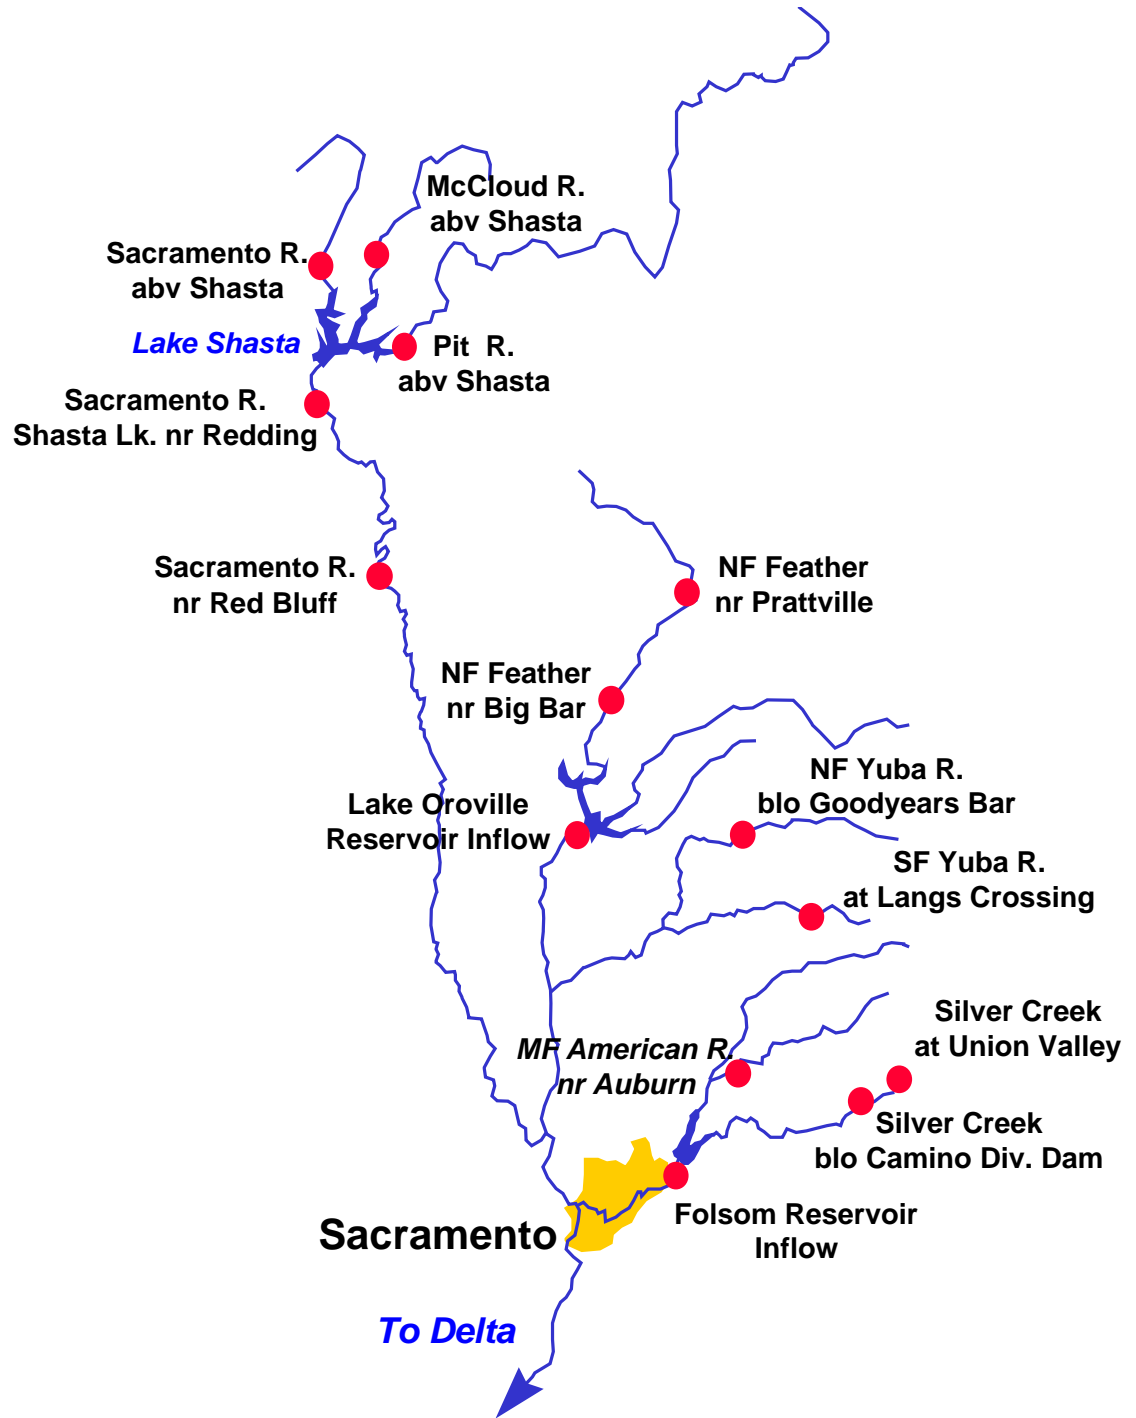 McCloud R.
abv Shasta
Sacramento R.
abv Shasta
Lake Shasta
Pit R.
abv Shasta
Sacramento R.
Shasta Lk. nr Redding
Sacramento R.
nr Red Bluff
NF Feather
nr Prattville
NF Feather
nr Big Bar
NF Yuba R.
blo Goodyears Bar
Lake Oroville
Reservoir Inflow
SF Yuba R.
at Langs Crossing
Silver Creek
at Union Valley
MF American R.
nr Auburn
Silver Creek
blo Camino Div. Dam
Folsom Reservoir
Inflow
Sacramento
To Delta